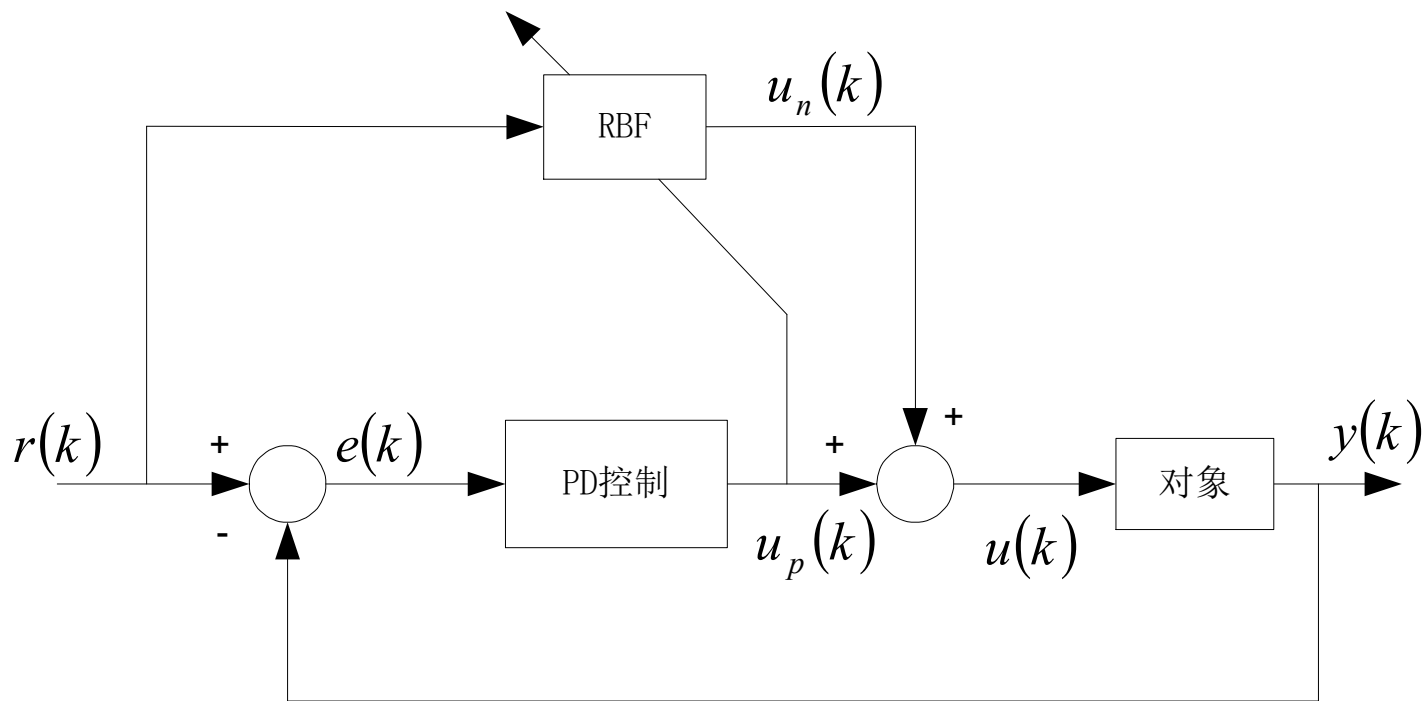 u_n(k)
RBF
r(k)
+
-
e(k)
PD控制
+
u_p(k)
+
u(k)
对象
y(k)